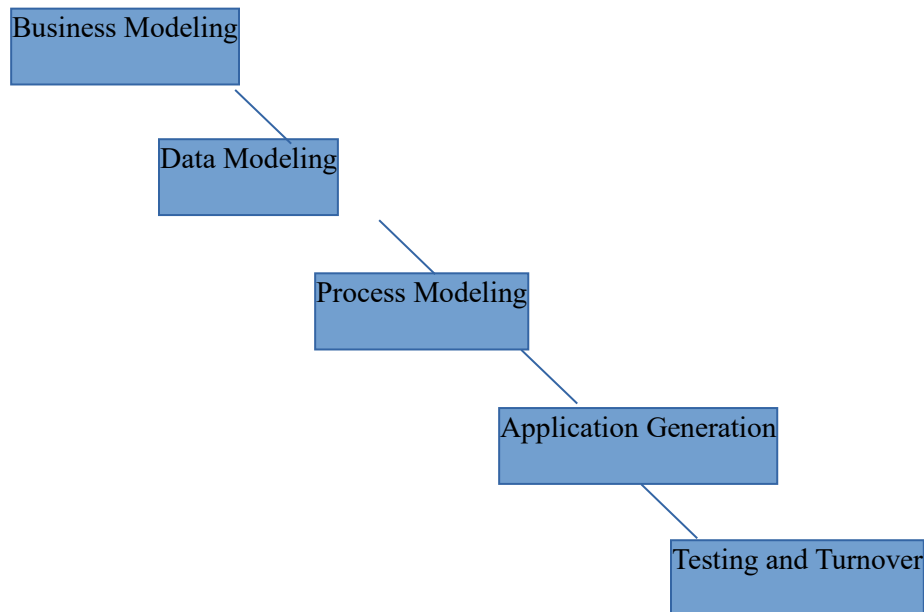 Business Modeling
Data Modeling
Process Modeling
Application Generation
Testing and Turnover